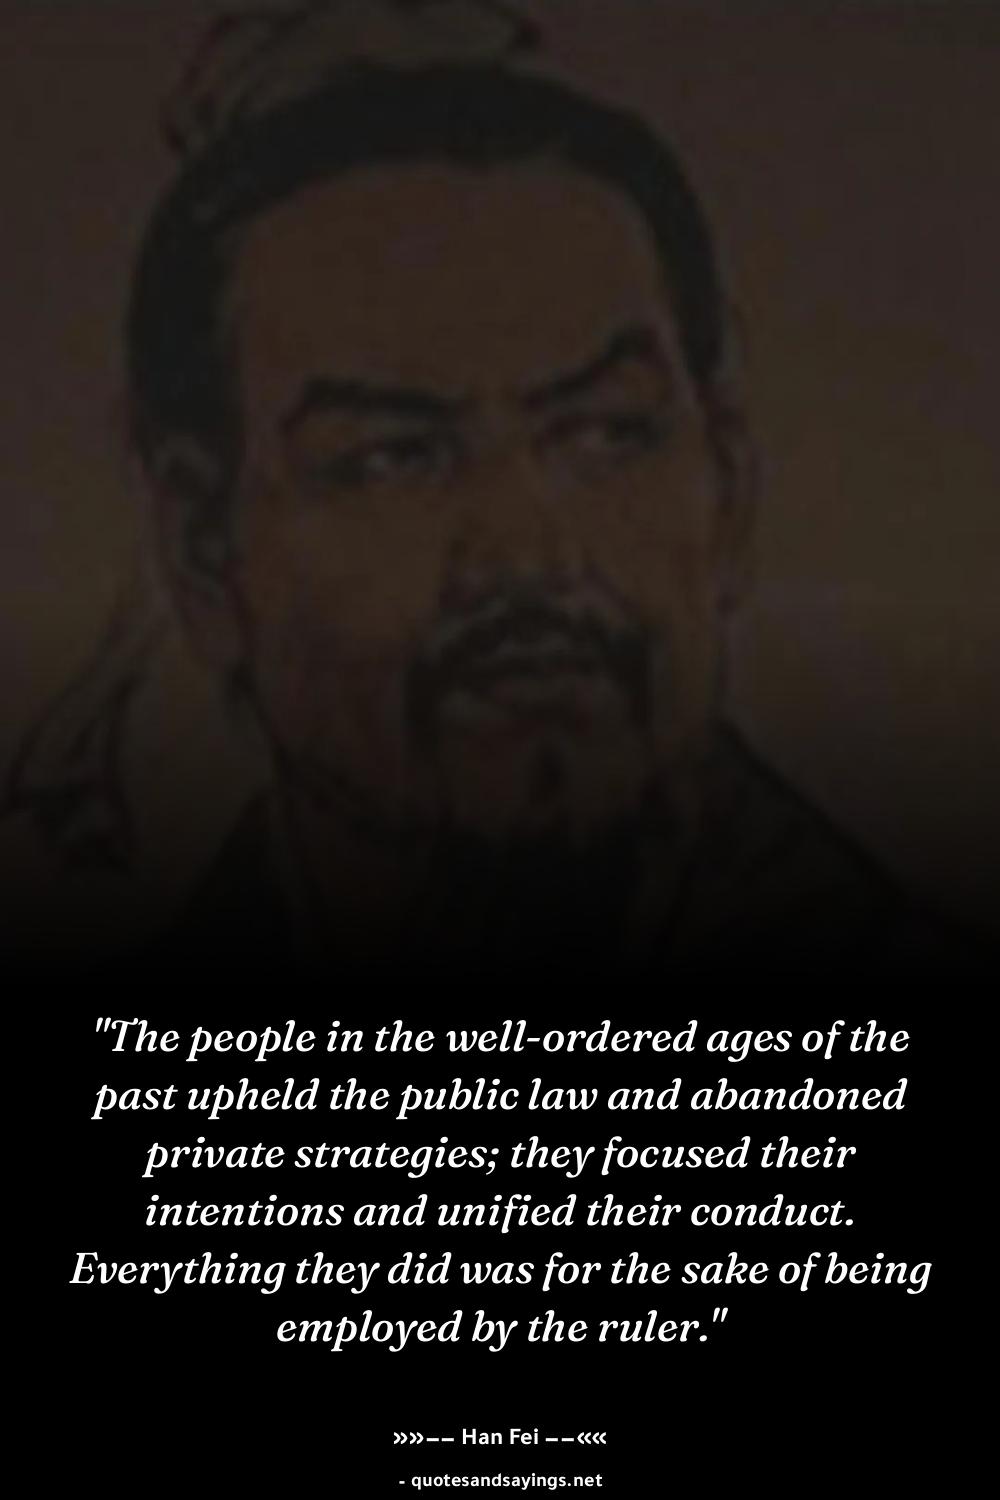 "The people in the well-ordered ages of the
past upheld the public law and abandoned
private strategies; they focused their
intentions and unified their conduct.
Everything they did was for the sake of being
employed by the ruler."
»»−− Han Fei −−««
- quotesandsayings.net